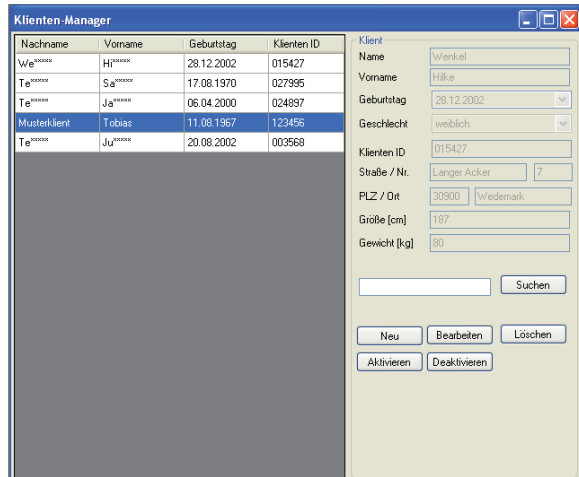 Klienten-Manager
Nachname Vorname Geburtstag Klienten ID
We***** Hi***** 28.12.2002 015427
Te***** Sa***** 17.08.1970 027995
Te***** Ja***** 06.04.2000 024897
Musterklient Tobias 11.08.1967 123456
Te***** Ju***** 20.08.2002 003568
Klient
Name Wenkel
Vorname Hilke
Geburtstag 28.12.2002
Geschlecht weiblich
Klienten ID 015427
Straße / Nr. Langer Acker 7
PLZ / Ort 30900 Wedemark
Größe [cm] 187
Gewicht [kg] 80
Suchen
Neu Bearbeiten Löschen
Aktivieren Deaktivieren